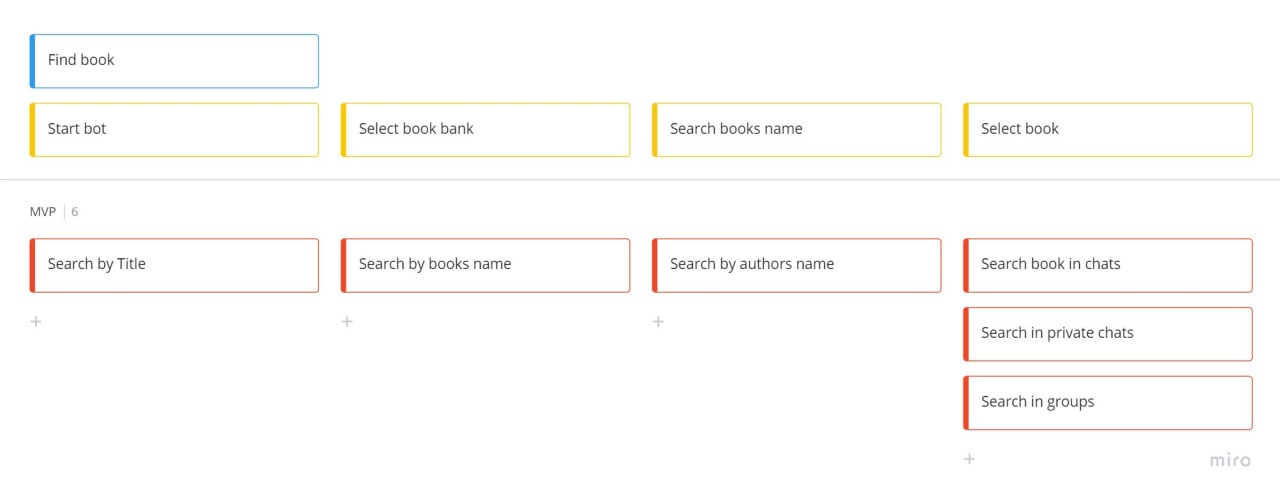 Find book
Start bot
Select book bank
Search books name
Select book
MVP | 6
Search by Title
Search by books name
Search by authors name
Search book in chats
+
+
+
Search in private chats
Search in groups
+
miro